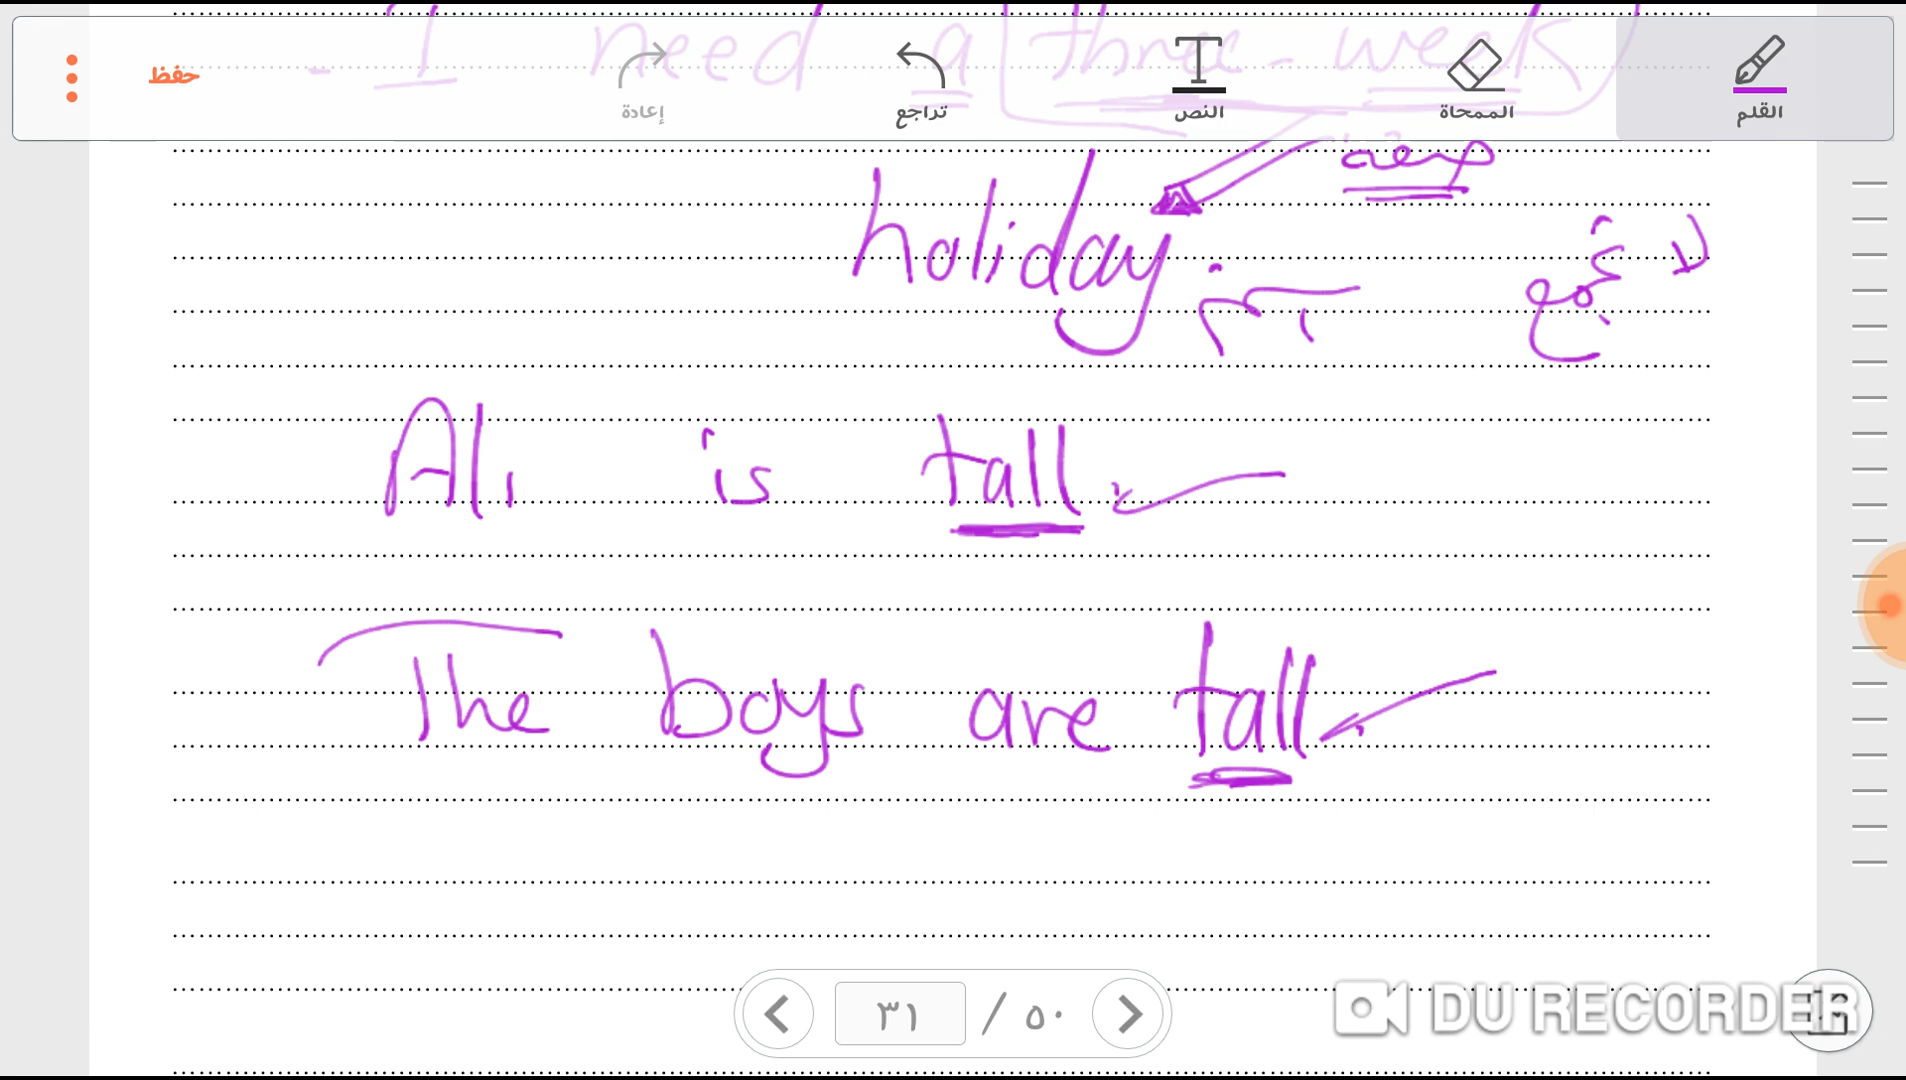 - I need a three-week
حفظ إعادة تراجع النص الممحاة القلم
صفة
holiday.
لا
Ali is tall.
The boys are tall.
٣١ / ٥٠
DU RECORDER